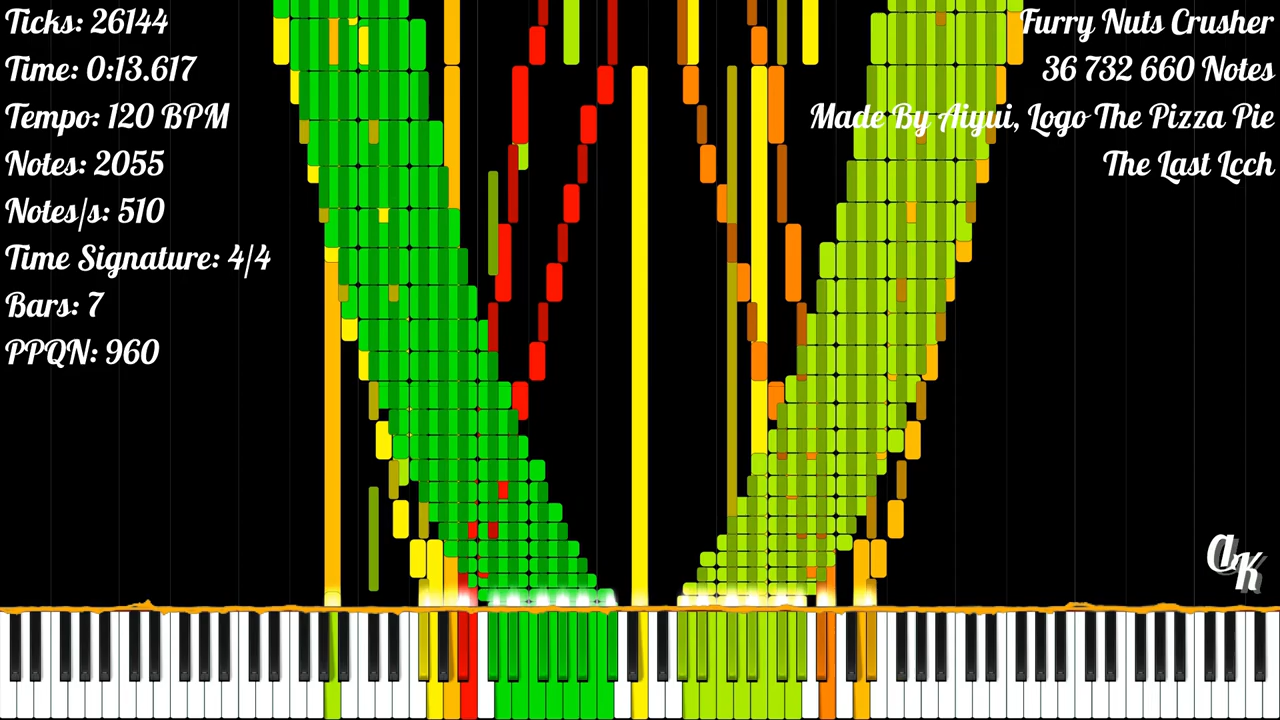 Ticks: 26144
Time: 0:13.617
Tempo: 120 BPM
Notes: 2055
Notes/s: 510
Time Signature: 4/4
Bars: 7
PPQN: 960
Furry Nuts Crusher
36 732 660 Notes
Made By Aiyui, Logo The Pizza Pie
The Last Lcch
AK